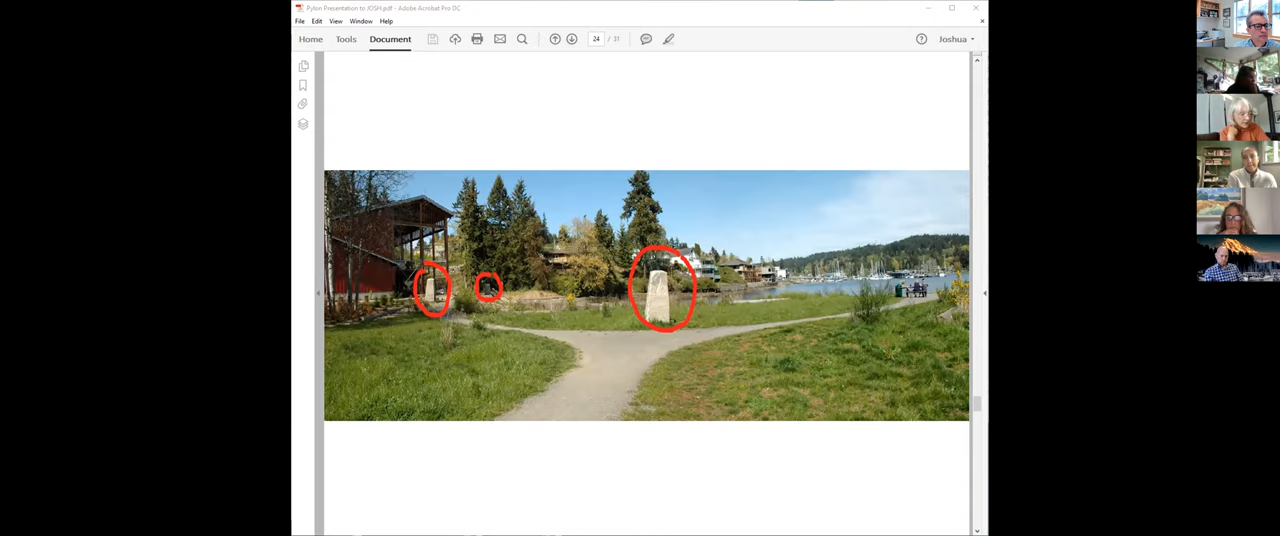 Pylon Presentation to JOSH.pdf - Adobe Acrobat Pro DC
File Edit View Window Help
Home Tools Document 24 / 31 Joshua